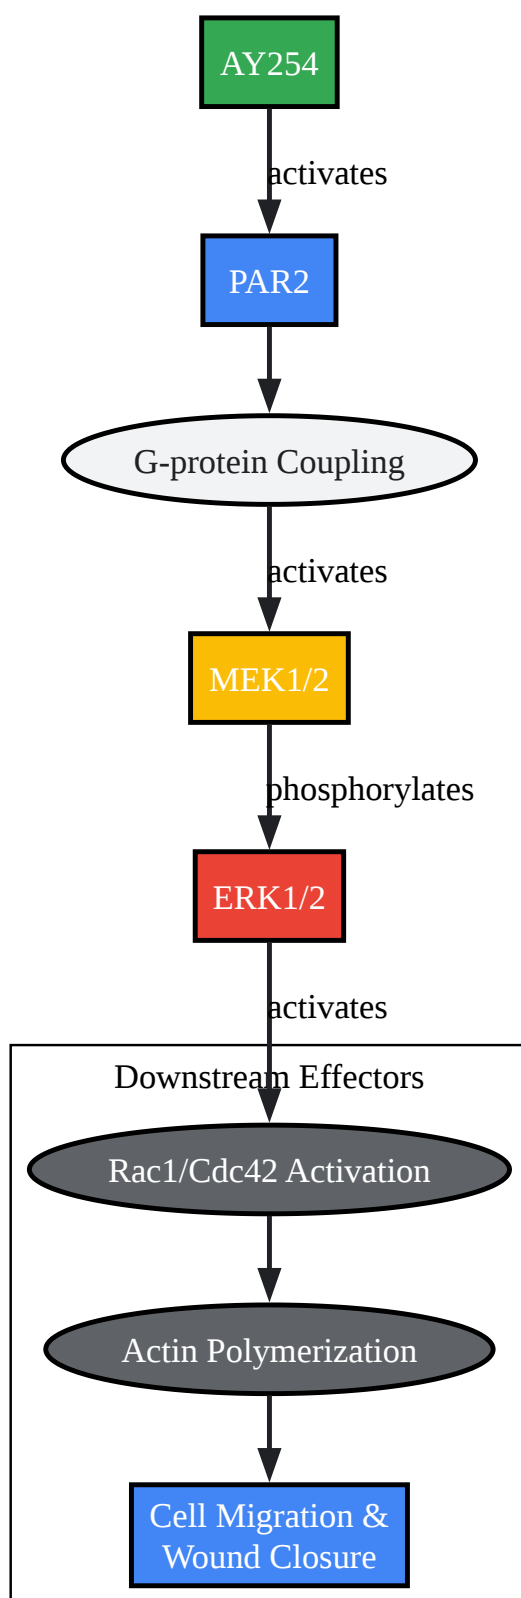 AY254
activates
PAR2
G-protein Coupling
activates
MEK1/2
phosphorylates
ERK1/2
activates
Downstream Effectors
Rac1/Cdc42 Activation
Actin Polymerization
Cell Migration &
Wound Closure